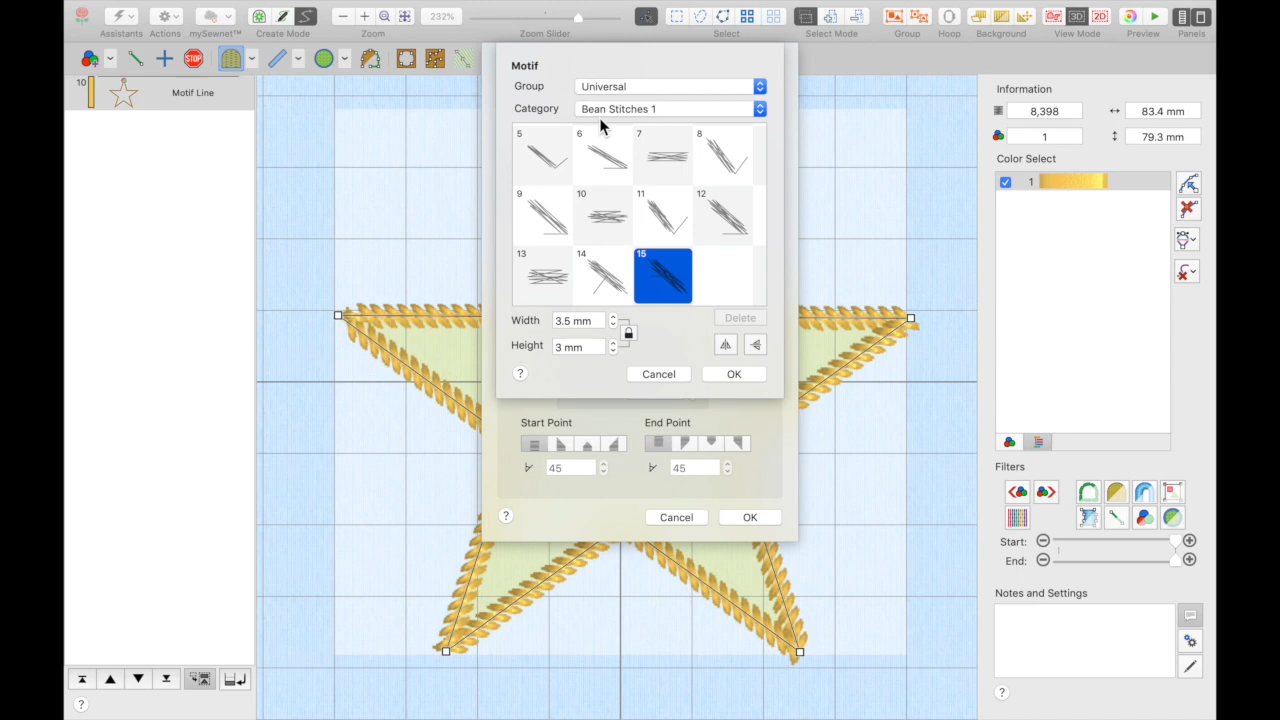 232%
Assistants Actions mySewnet™ Create Mode Zoom Zoom Slider Select Select Mode Group Hoop Background View Mode Preview Panels
3D 2D
STOP
10 Motif Line
Motif
Group Universal
Category Bean Stitches 1
5 6 7 8
9 10 11 12
13 14 15
Width 3.5 mm
Delete
Height 3 mm
? Cancel OK
Start Point End Point
45 45
? Cancel OK
Information
8,398 83.4 mm
1 79.3 mm
Color Select
1
Filters
Start:
End:
Notes and Settings
?
?